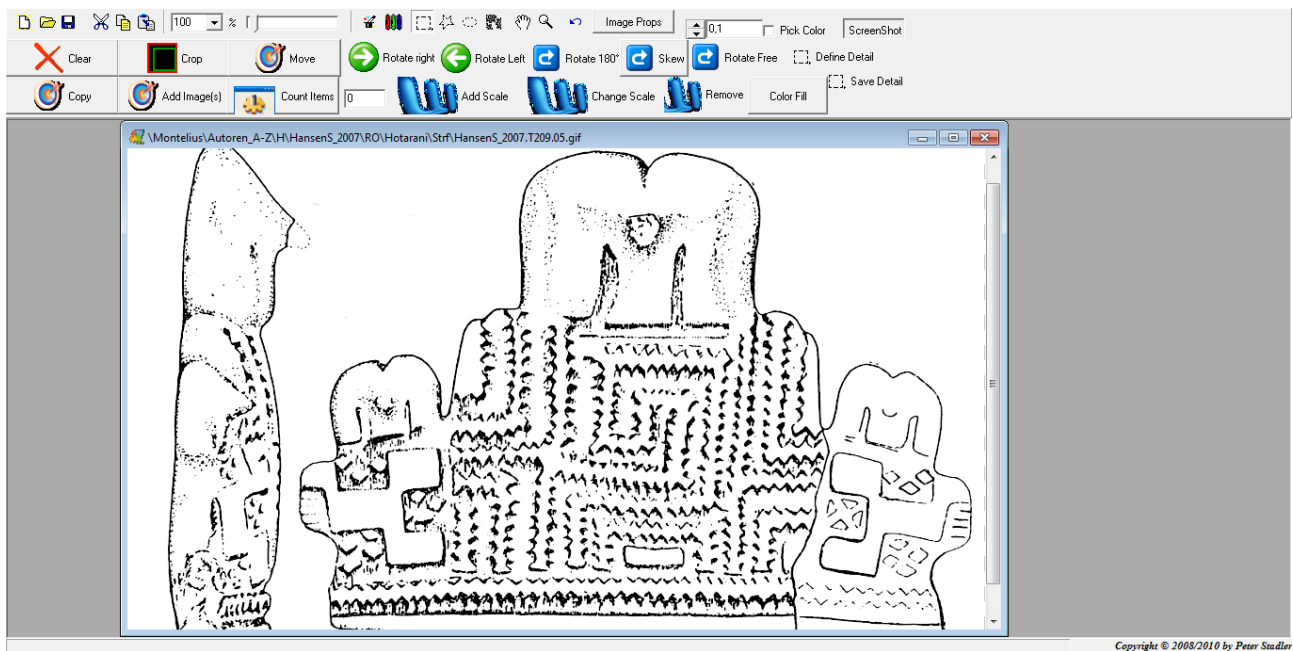 100 % Image Props 0,1 Pick Color ScreenShot
Clear Crop Move Rotate right Rotate Left Rotate 180° Skew Rotate Free Define Detail
Copy Add Image(s) Count Items 0 Add Scale Change Scale Remove Color Fill Save Detail
\Montelius\Autoren_A-Z\H\HansenS_2007\RO\Hotarani\Strf\HansenS_2007.T209.05.gif
Copyright © 2008/2010 by Peter Stadler